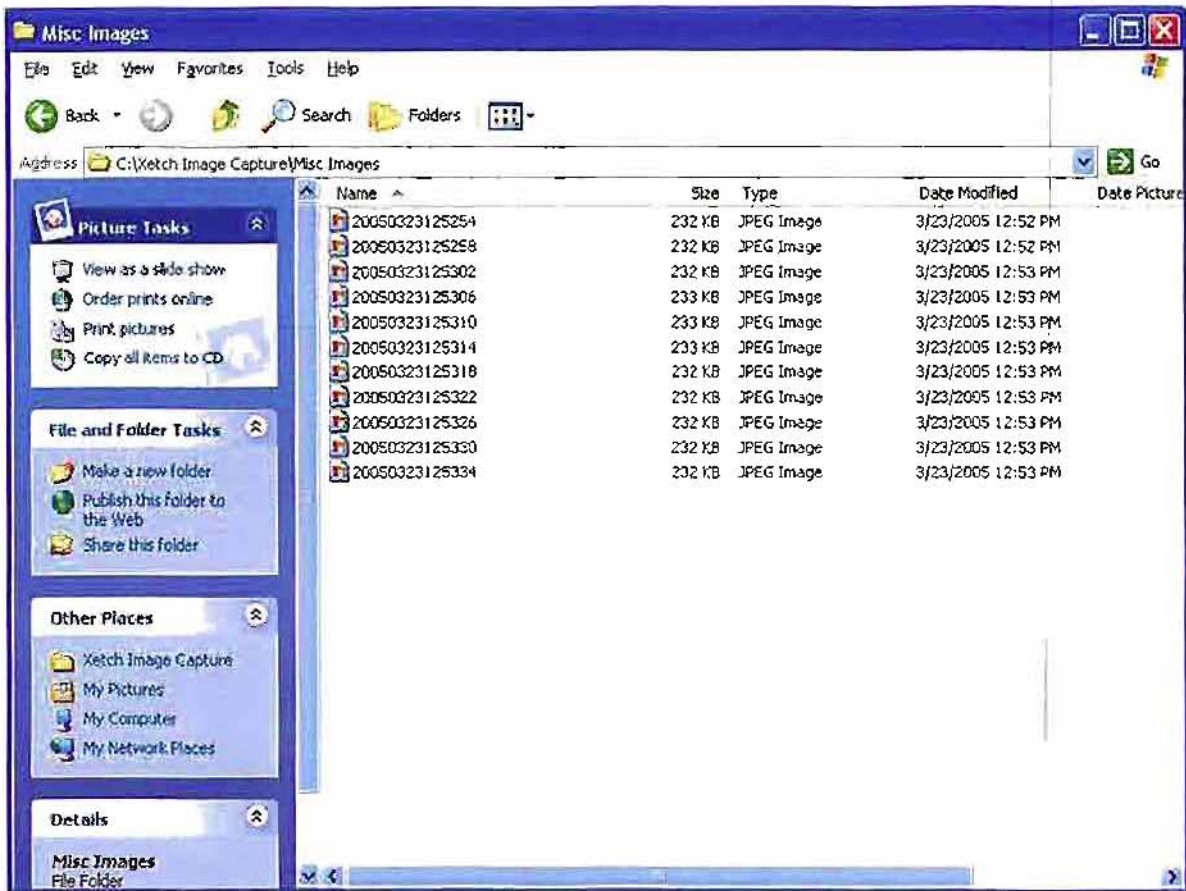 Misc Images
File Edit View Favorites Tools Help
Back Search Folders
Address C:\Xetch Image Capture\Misc Images Go
Picture Tasks
View as a slide show
Order prints online
Print pictures
Copy all items to CD
File and Folder Tasks
Make a new folder
Publish this folder to
the Web
Share this folder
Other Places
Xetch Image Capture
My Pictures
My Computer
My Network Places
Details
Misc Images
File Folder
Name Size Type Date Modified Date Picture
20050323125254 232 KB JPEG Image 3/23/2005 12:52 PM
20050323125258 232 KB JPEG Image 3/23/2005 12:52 PM
20050323125302 232 KB JPEG Image 3/23/2005 12:53 PM
20050323125306 233 KB JPEG Image 3/23/2005 12:53 PM
20050323125310 233 KB JPEG Image 3/23/2005 12:53 PM
20050323125314 233 KB JPEG Image 3/23/2005 12:53 PM
20050323125318 232 KB JPEG Image 3/23/2005 12:53 PM
20050323125322 232 KB JPEG Image 3/23/2005 12:53 PM
20050323125326 232 KB JPEG Image 3/23/2005 12:53 PM
20050323125330 232 KB JPEG Image 3/23/2005 12:53 PM
20050323125334 232 KB JPEG Image 3/23/2005 12:53 PM